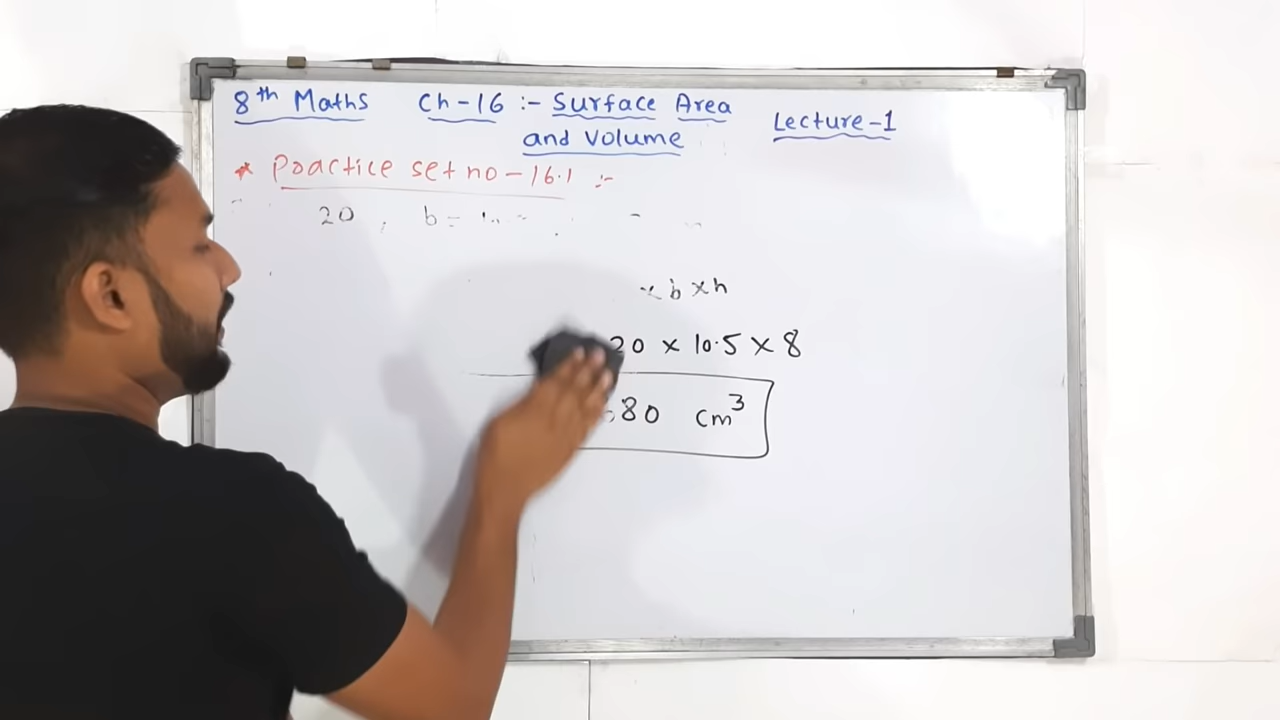 8th Maths Ch-16 :- Surface Area
and Volume
Lecture-1
* Practice set no-16.1 :-
20 , b =
x b x h
20 x 10.5 x 8
680 cm³